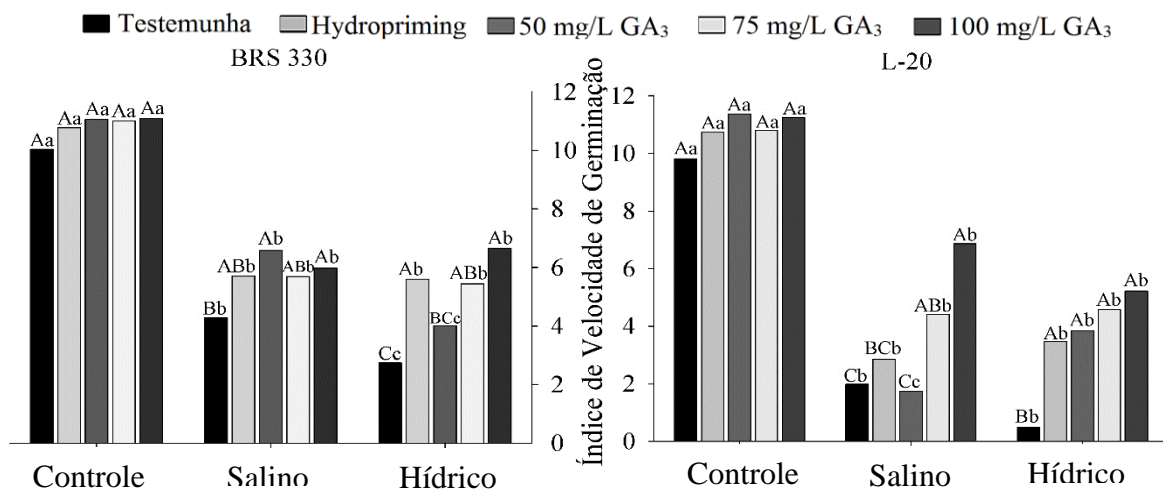 Testemunha Hydropriming 50 mg/L GA₃ 75 mg/L GA₃ 100 mg/L GA₃
BRS 330
L-20
Índice de Velocidade de Germinação
12
10
8
6
4
2
0
12
10
8
6
4
2
0
Aa Aa Aa Aa Aa
Bb ABb Ab ABb Ab
Cc Ab BCc ABb Ab
Controle Salino Hídrico
Aa Aa Aa Aa Aa
Cb BCb Cc ABb Ab
Bb Ab Ab Ab Ab
Controle Salino Hídrico